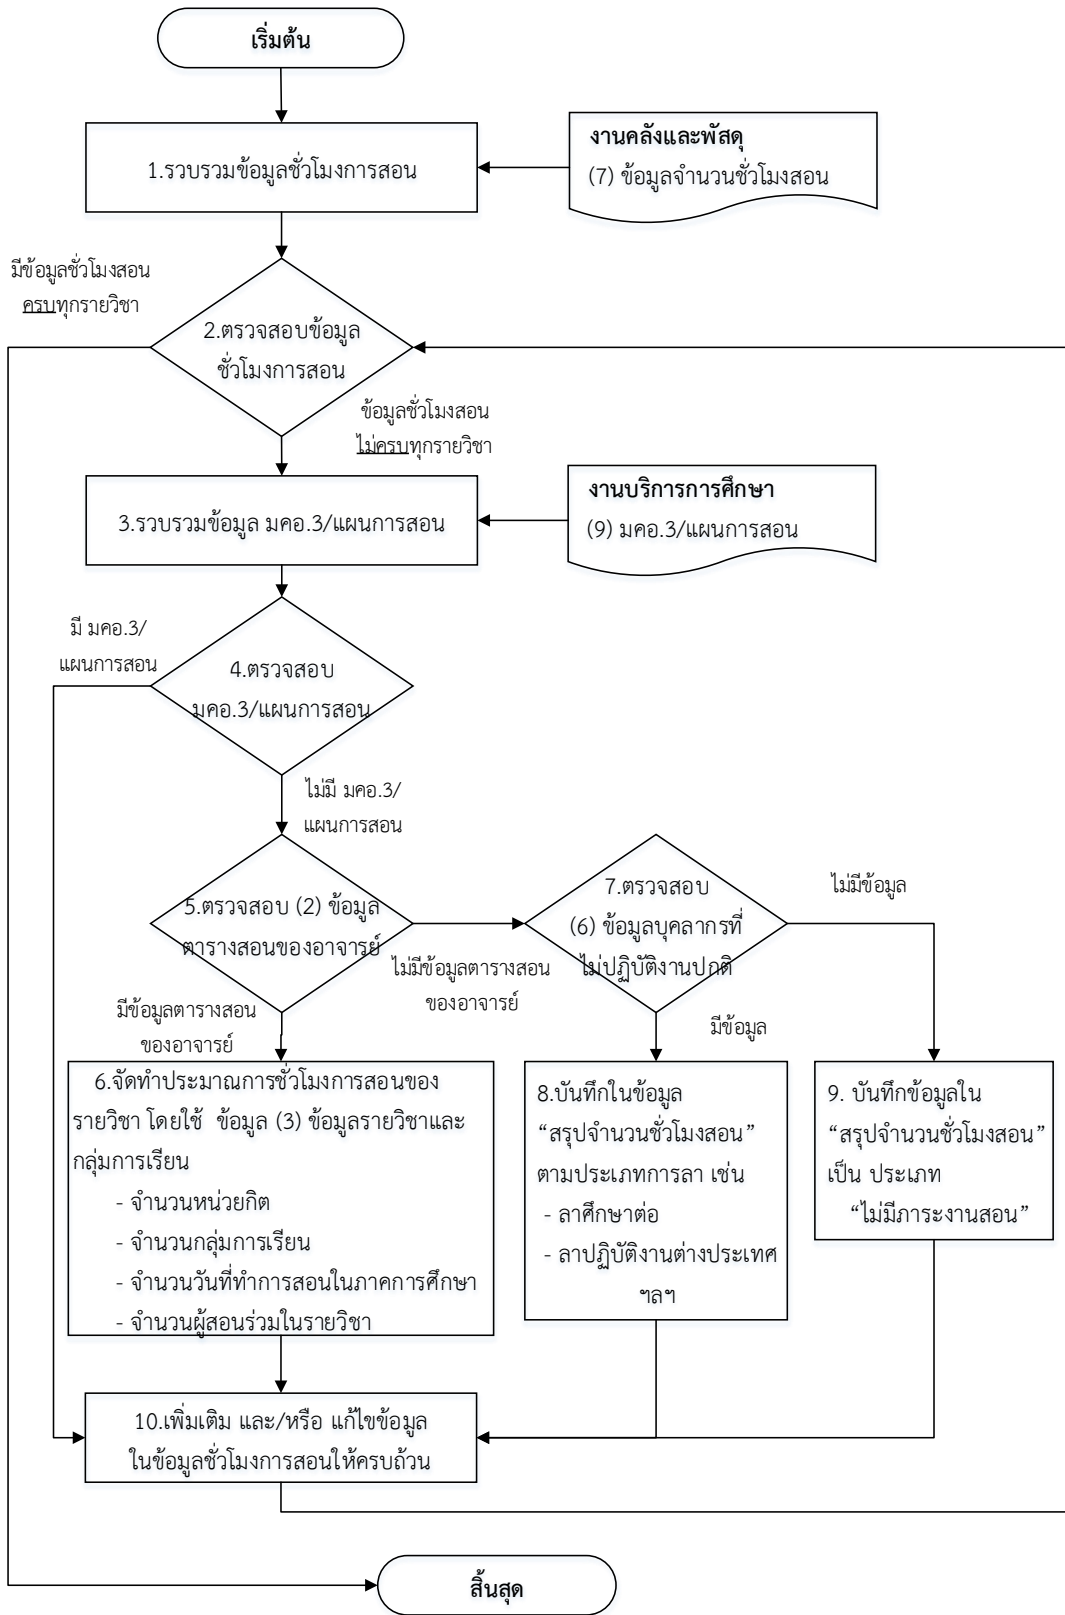 เริ่มต้น
1.รวบรวมข้อมูลชั่วโมงการสอน
งานคลังและพัสดุ
(7) ข้อมูลจำนวนชั่วโมงสอน
มีข้อมูลชั่วโมงสอน
ครบทุกรายวิชา
2.ตรวจสอบข้อมูล
ชั่วโมงการสอน
ข้อมูลชั่วโมงสอน
ไม่ครบทุกรายวิชา
3.รวบรวมข้อมูล มคอ.3/แผนการสอน
งานบริการการศึกษา
(9) มคอ.3/แผนการสอน
มี มคอ.3/
แผนการสอน
4.ตรวจสอบ
มคอ.3/แผนการสอน
ไม่มี มคอ.3/
แผนการสอน
5.ตรวจสอบ (2) ข้อมูล
ตารางสอนของอาจารย์
ไม่มีข้อมูลตารางสอน
ของอาจารย์
7.ตรวจสอบ
(6) ข้อมูลบุคลากรที่
ไม่ปฏิบัติงานปกติ
ไม่มีข้อมูล
มีข้อมูลตารางสอน
ของอาจารย์
มีข้อมูล
6.จัดทำประมาณการชั่วโมงการสอนของ
รายวิชา โดยใช้ ข้อมูล (3) ข้อมูลรายวิชาและ
กลุ่มการเรียน
- จำนวนหน่วยกิต
- จำนวนกลุ่มการเรียน
- จำนวนวันที่ทำการสอนในภาคการศึกษา
- จำนวนผู้สอนร่วมในรายวิชา
8.บันทึกในข้อมูล
“สรุปจำนวนชั่วโมงสอน”
ตามประเภทการลา เช่น
- ลาศึกษาต่อ
- ลาปฏิบัติงานต่างประเทศ
ฯลฯ
9. บันทึกข้อมูลใน
“สรุปจำนวนชั่วโมงสอน”
เป็น ประเภท
“ไม่มีภาระงานสอน”
10.เพิ่มเติม และ/หรือ แก้ไขข้อมูล
ในข้อมูลชั่วโมงการสอนให้ครบถ้วน
สิ้นสุด